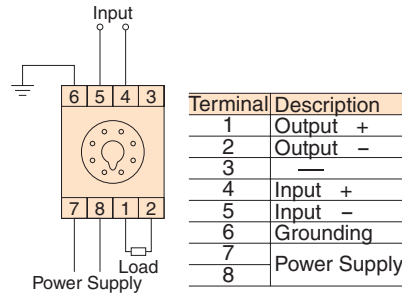 Input
6 5 4 3
7 8 1 2
Load
Power Supply
Terminal Description
1 Output +
2 Output −
3 —
4 Input +
5 Input −
6 Grounding
7
Power Supply
8